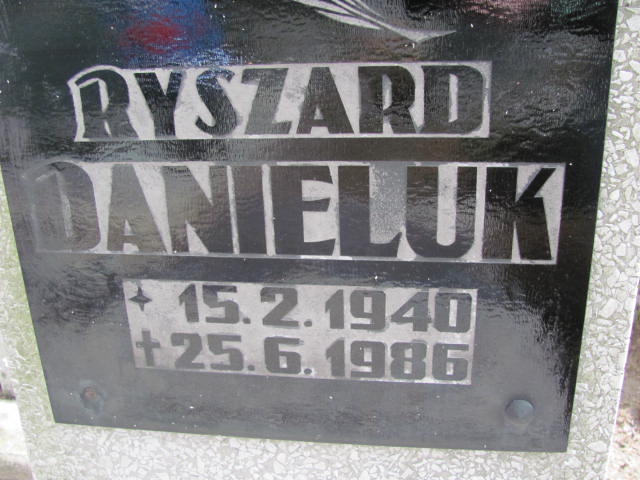 RYSZARD
DANIELUK
✦ 15.2.1940
✝ 25.6.1986